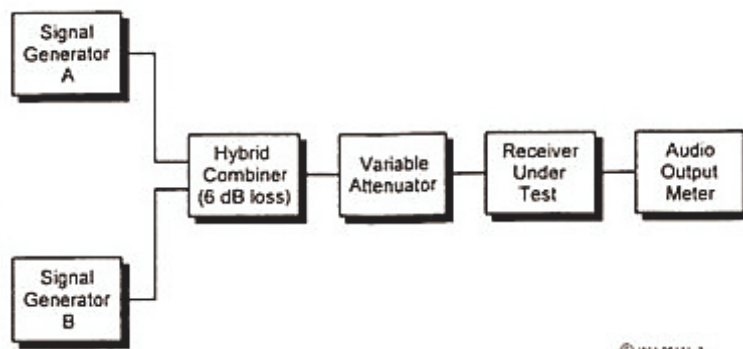 Signal
Generator
A
Hybrid
Combiner
(6 dB loss)
Variable
Attenuator
Receiver
Under
Test
Audio
Output
Meter
Signal
Generator
B